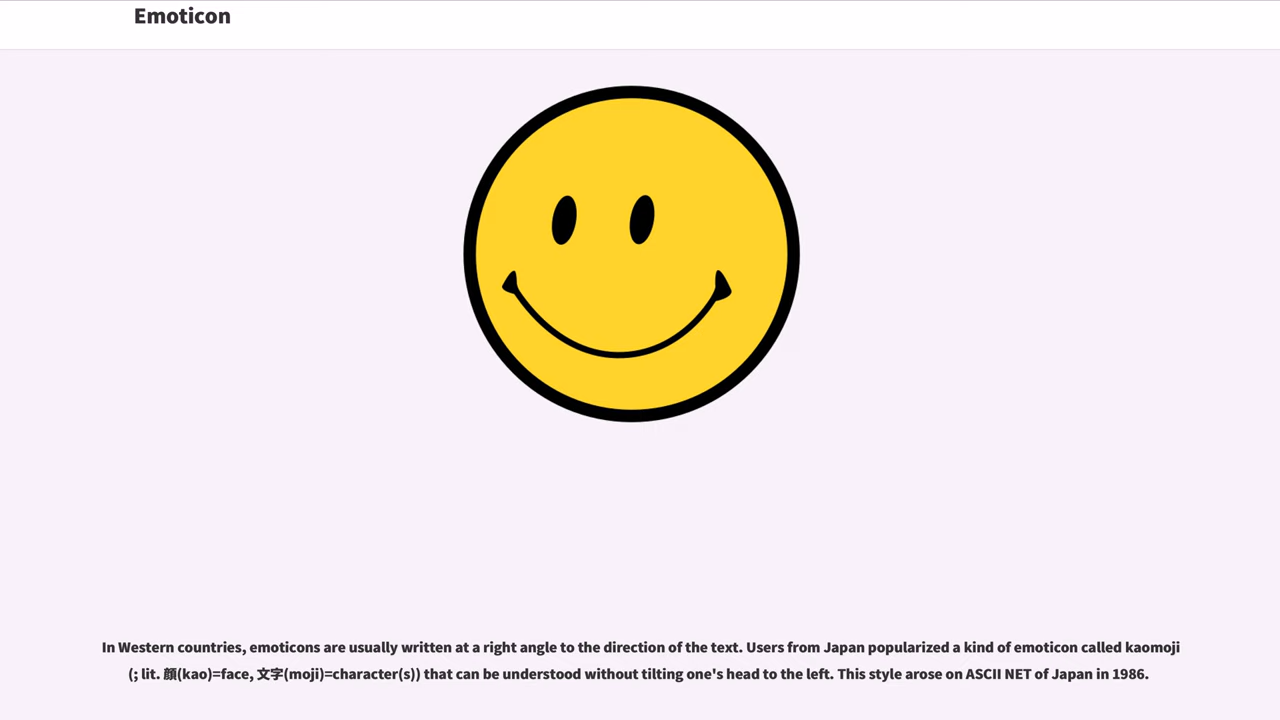 Emoticon
In Western countries, emoticons are usually written at a right angle to the direction of the text. Users from Japan popularized a kind of emoticon called kaomoji
(; lit. 顔(kao)=face, 文字(moji)=character(s)) that can be understood without tilting one's head to the left. This style arose on ASCII NET of Japan in 1986.